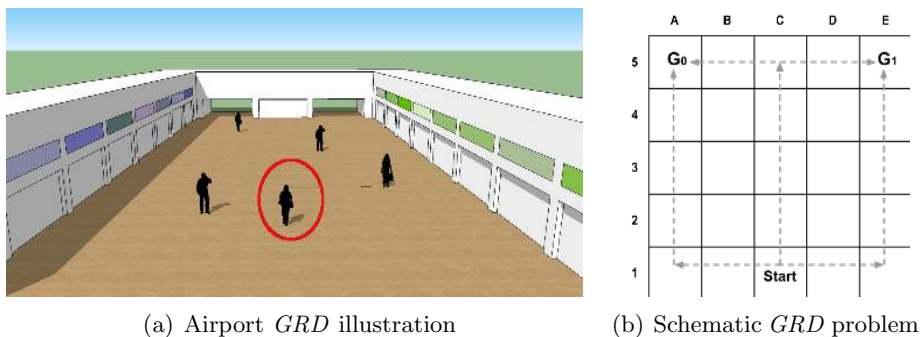 A B C D E
5 G0 G1
4
3
2
1 Start
(a) Airport GRD illustration
(b) Schematic GRD problem